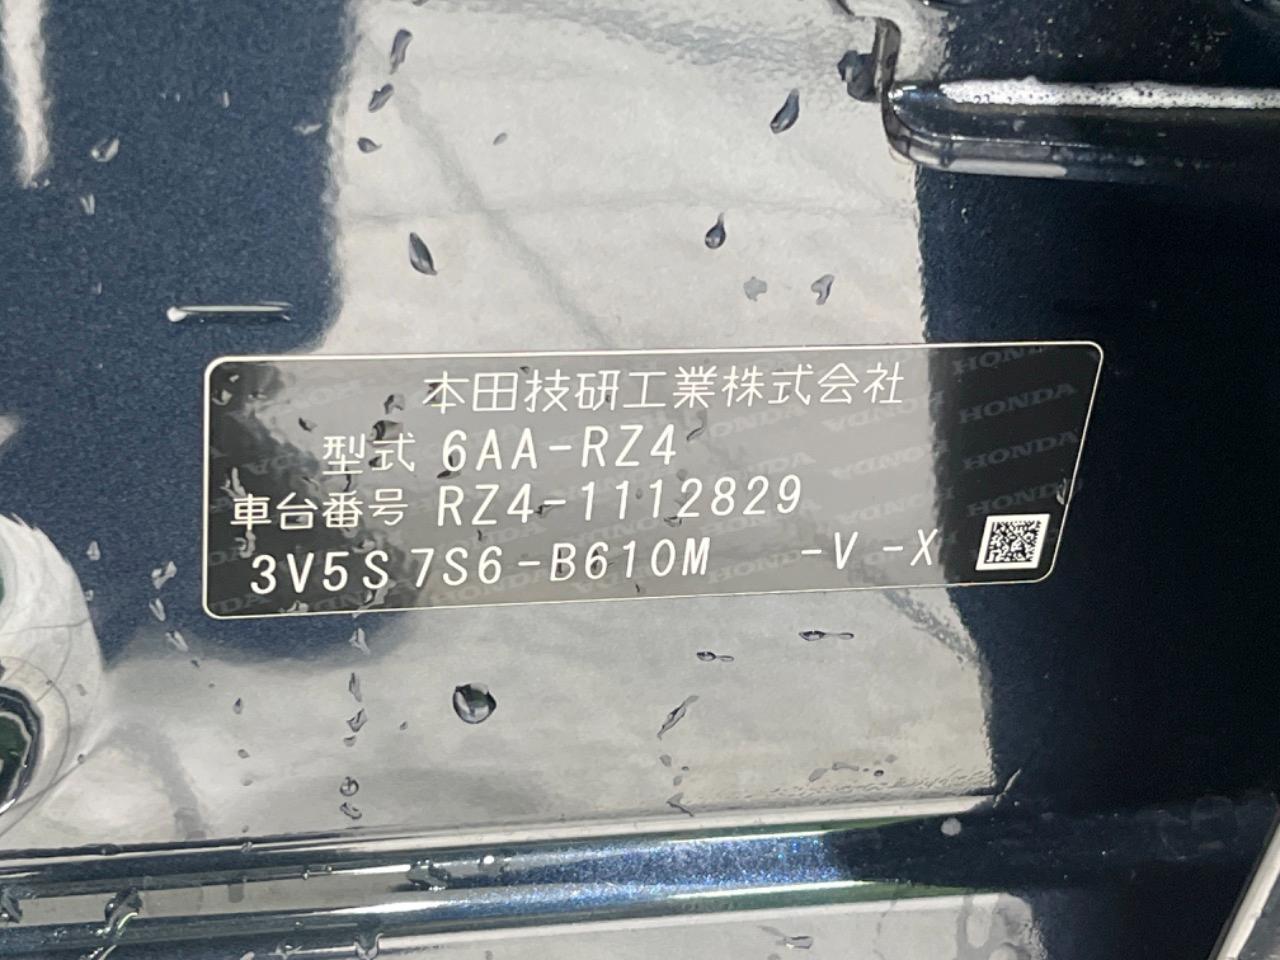 本田技研工業株式会社
型式 6AA-RZ4
車台番号 RZ4-1112829
3V5S 7S6-B610M -V -X